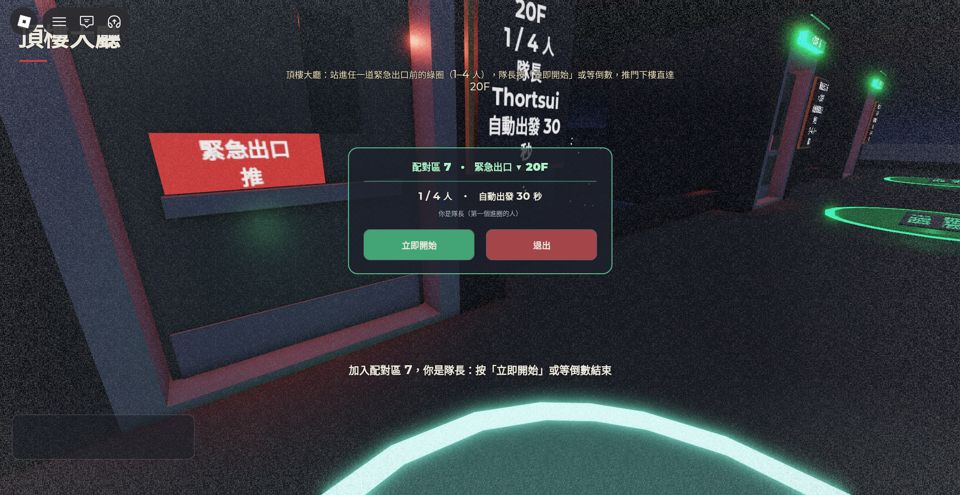 頂樓大廳
頂樓大廳：站進任一道緊急出口前的綠圈（1–4 人），隊長按「立即開始」或等倒數，推門下樓直達
20F
20F
1 / 4 人
隊長
Thortsui
自動出發 30
秒
緊急出口
推
配對區 7 • 緊急出口 ▼ 20F
1 / 4 人 • 自動出發 30 秒
你是隊長（第一個進圈的人）
立即開始
退出
加入配對區 7，你是隊長：按「立即開始」或等倒數結束